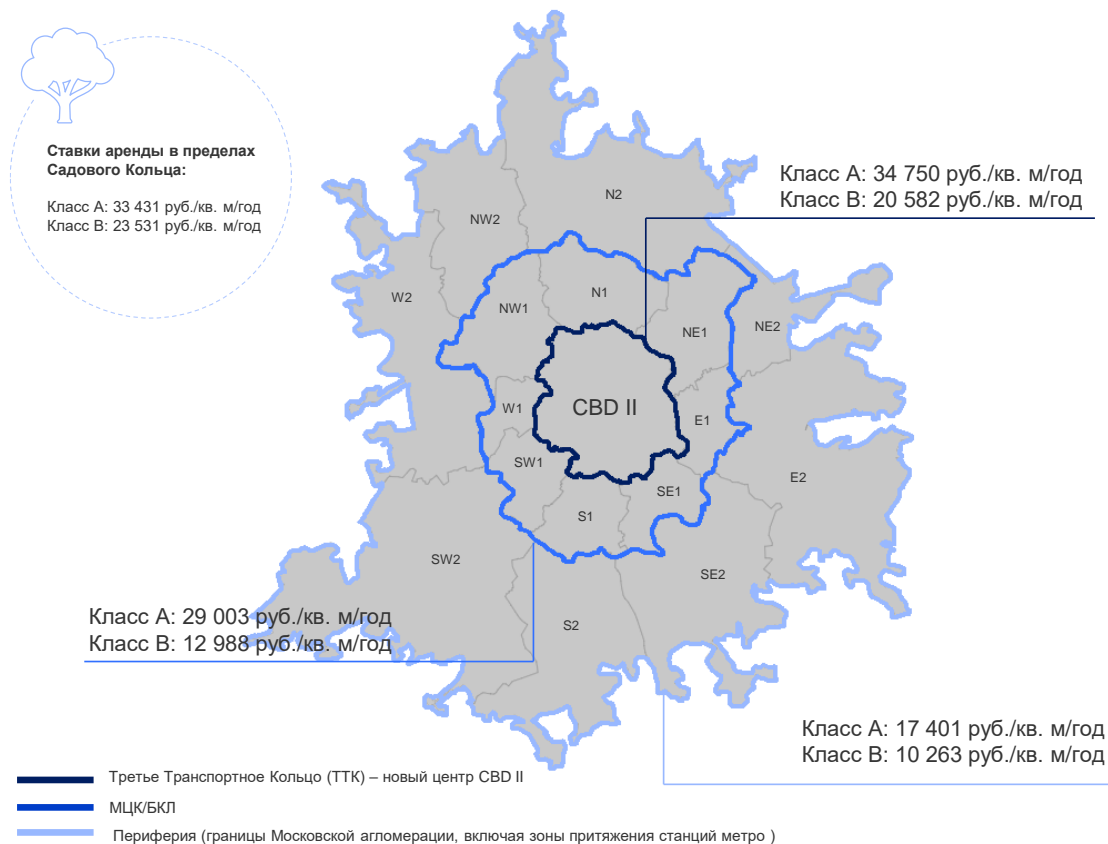 Ставки аренды в пределах
Садового Кольца:
Класс А: 33 431 руб./кв. м/год
Класс В: 23 531 руб./кв. м/год
Класс А: 34 750 руб./кв. м/год
Класс В: 20 582 руб./кв. м/год
N2
NW2
W2
N1
NW1
NE1
NE2
CBD II
W1
E1
SW1
E2
SE1
S1
SW2
SE2
S2
Класс А: 29 003 руб./кв. м/год
Класс В: 12 988 руб./кв. м/год
Класс А: 17 401 руб./кв. м/год
Класс В: 10 263 руб./кв. м/год
Третье Транспортное Кольцо (ТТК) – новый центр CBD II
МЦК/БКЛ
Периферия (границы Московской агломерации, включая зоны притяжения станций метро )